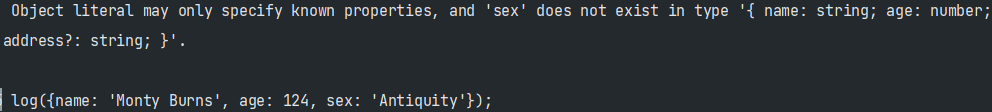 Object literal may only specify known properties, and 'sex' does not exist in type '{ name: string; age: number;
address?: string; }'.
log({name: 'Monty Burns', age: 124, sex: 'Antiquity'});